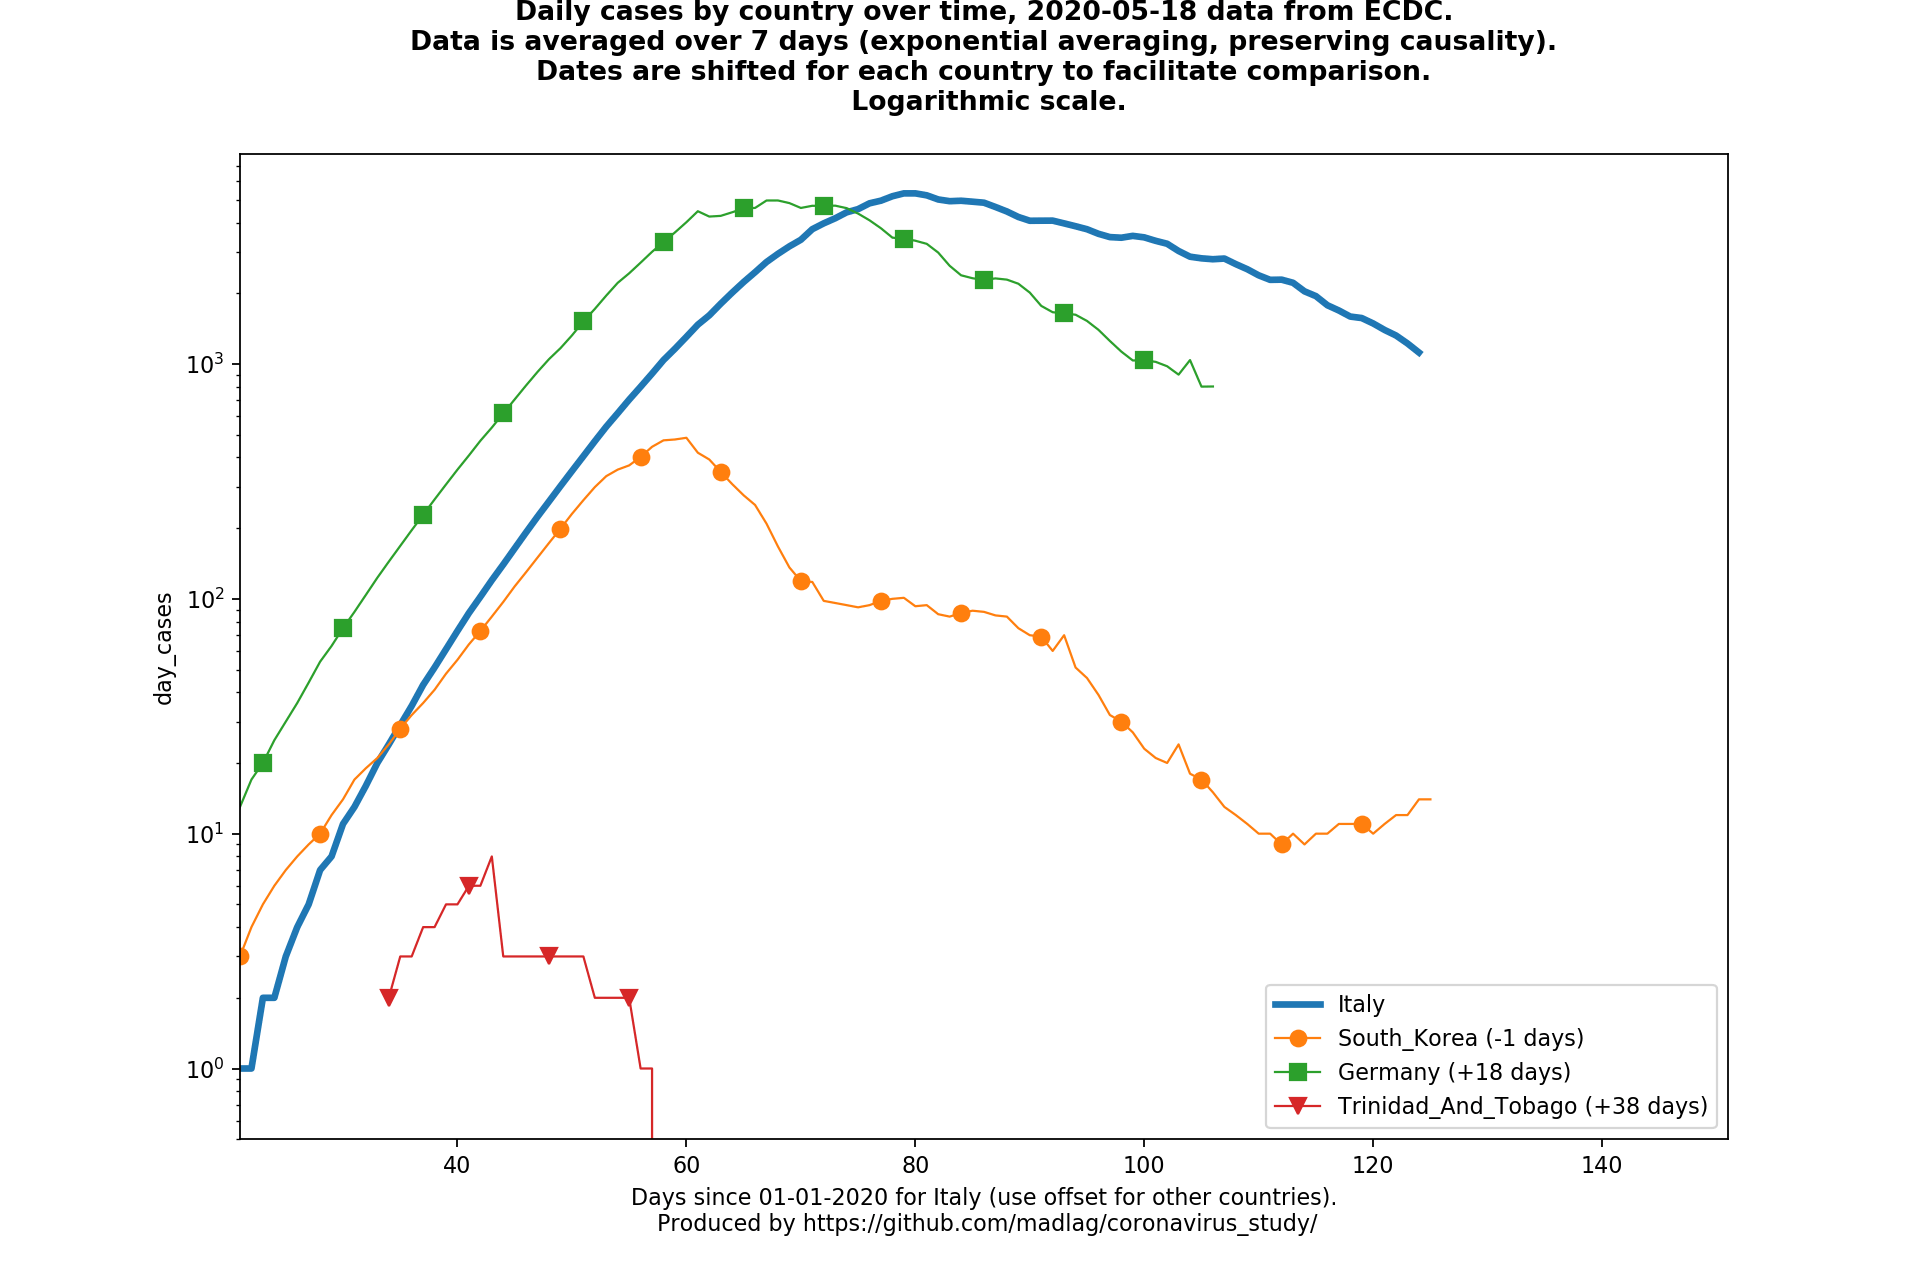 Daily cases by country over time, 2020-05-18 data from ECDC.
Data is averaged over 7 days (exponential averaging, preserving causality).
Dates are shifted for each country to facilitate comparison.
Logarithmic scale.
10³
10²
10¹
10⁰
day_cases
40 60 80 100 120 140
Italy
South_Korea (-1 days)
Germany (+18 days)
Trinidad_And_Tobago (+38 days)
Days since 01-01-2020 for Italy (use offset for other countries).
Produced by https://github.com/madlag/coronavirus_study/